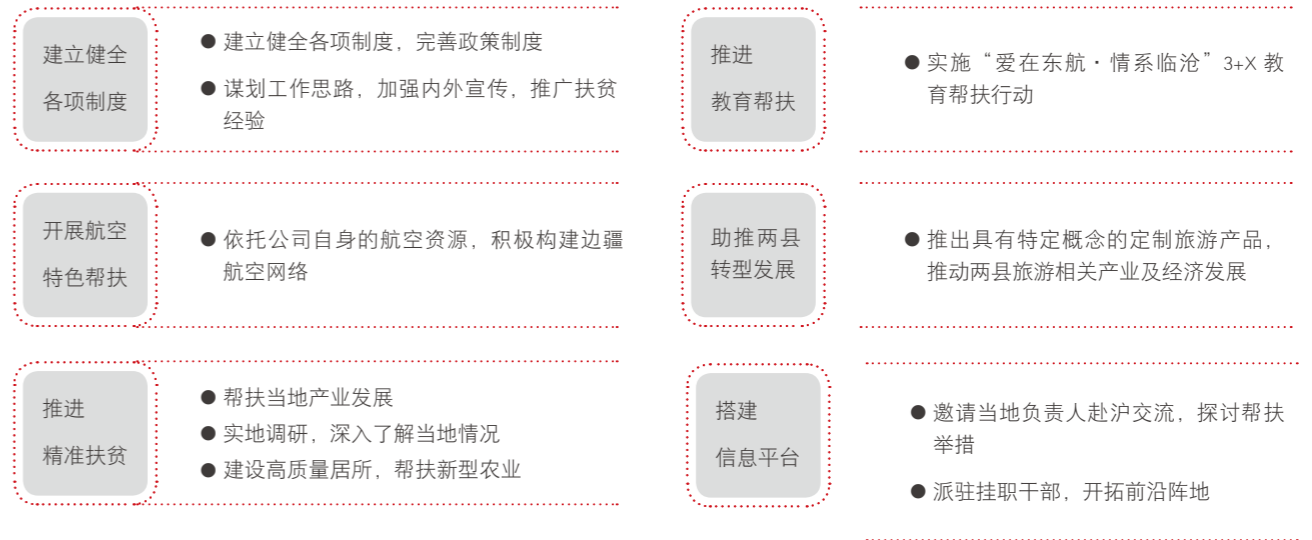 建立健全
各项制度
● 建立健全各项制度，完善政策制度
● 谋划工作思路，加强内外宣传，推广扶贫
经验
推进
教育帮扶
● 实施“爱在东航·情系临沧”3+X 教
育帮扶行动
开展航空
特色帮扶
● 依托公司自身的航空资源，积极构建边疆
航空网络
助推两县
转型发展
● 推出具有特定概念的定制旅游产品，
推动两县旅游相关产业及经济发展
推进
精准扶贫
● 帮扶当地产业发展
● 实地调研，深入了解当地情况
● 建设高质量居所，帮扶新型农业
搭建
信息平台
● 邀请当地负责人赴沪交流，探讨帮扶
举措
● 派驻挂职干部，开拓前沿阵地